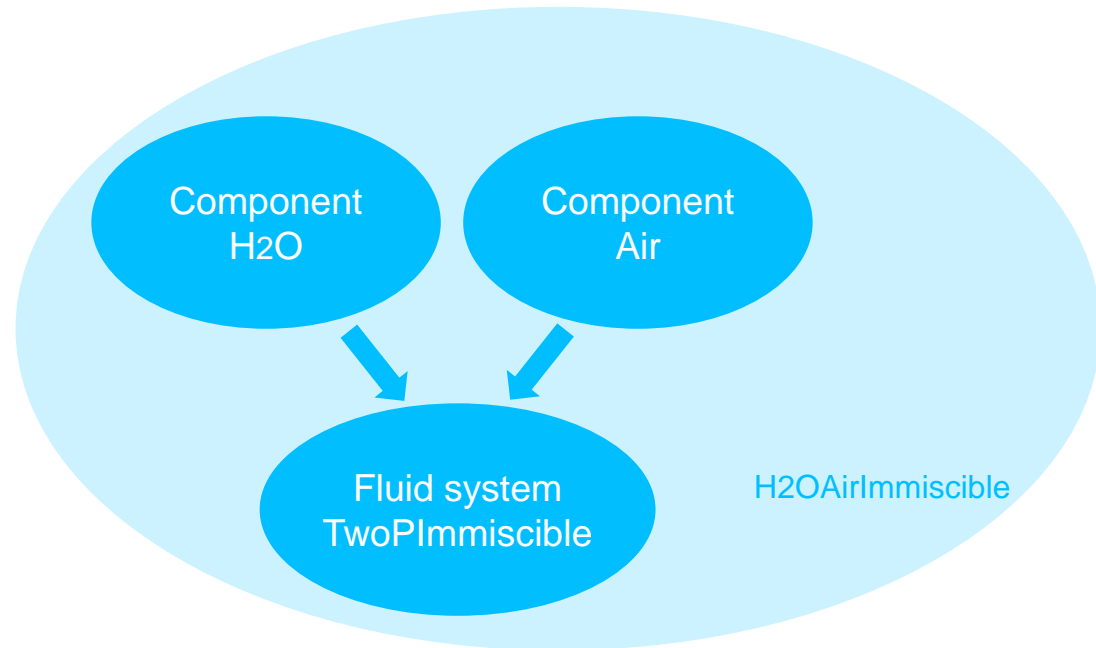 Component
H2O
Component
Air
Fluid system
TwoPImmiscible
H2OAirImmiscible